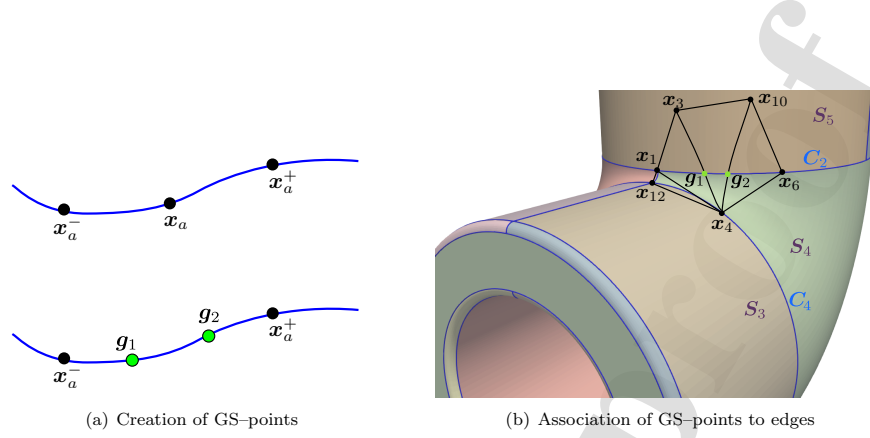 x_a^-
x_a
x_a^+
g_1
g_2
x_a^-
x_a^+
(a) Creation of GS–points
x_3
x_10
S_5
x_1
C_2
g_1
g_2
x_6
x_12
x_4
S_4
C_4
S_3
(b) Association of GS–points to edges
proof